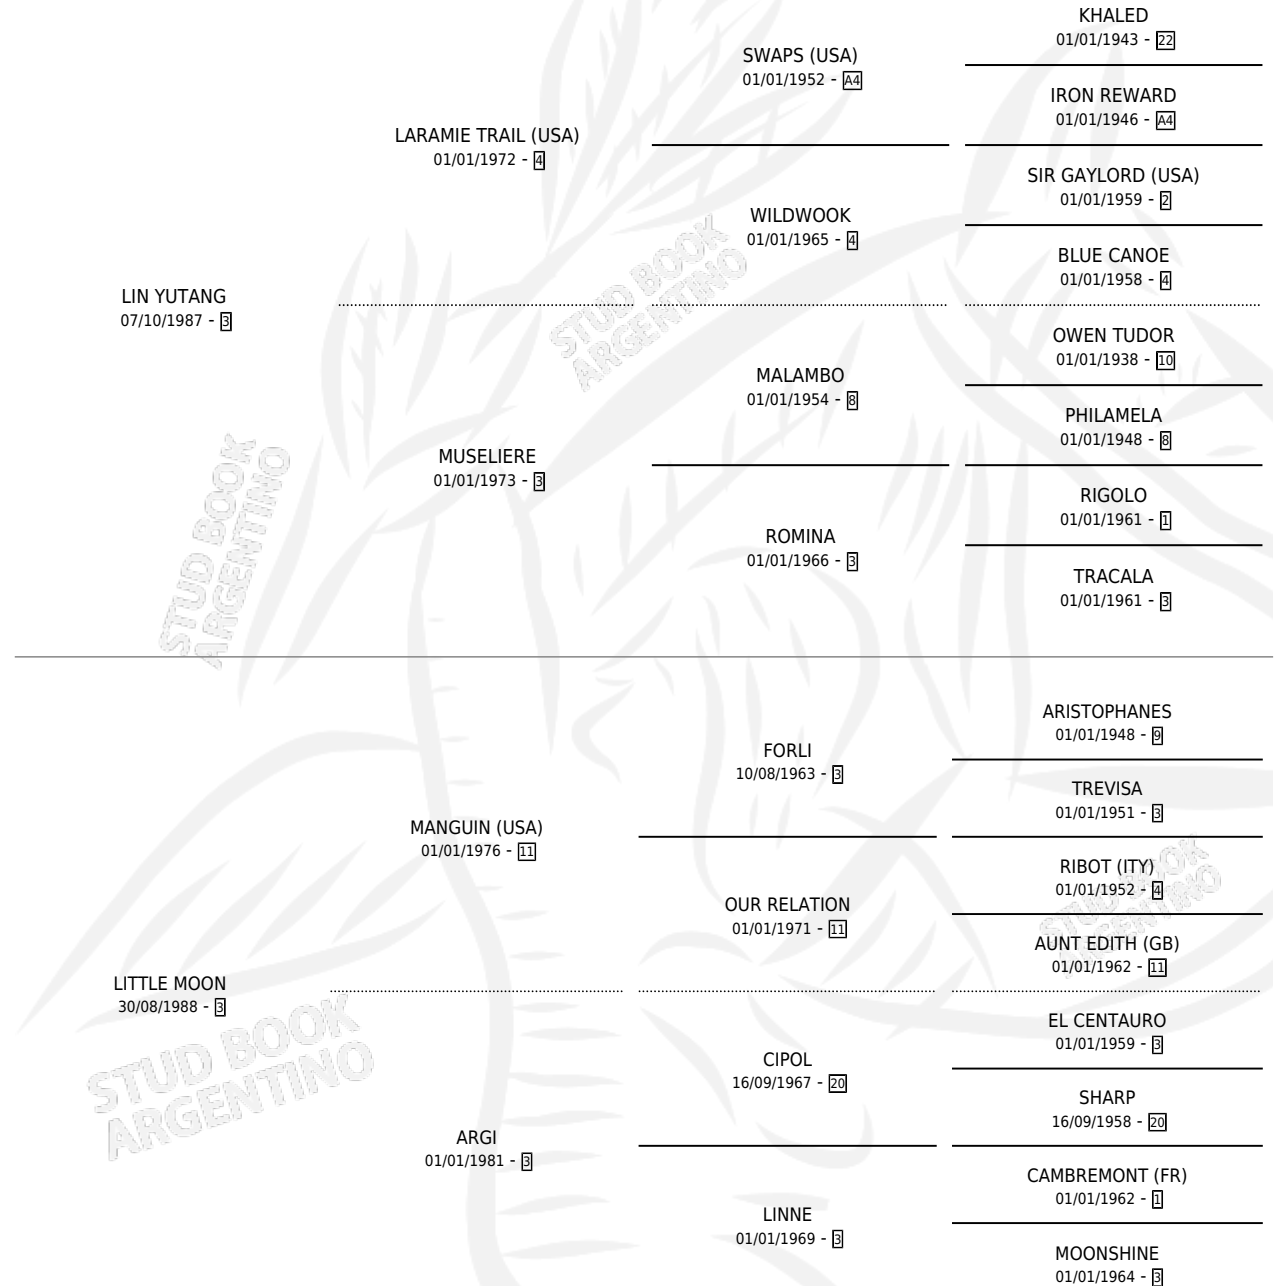 KHALED
01/01/1943 - 22
SWAPS (USA)
01/01/1952 - A4
IRON REWARD
01/01/1946 - A4
LARAMIE TRAIL (USA)
01/01/1972 - 4
SIR GAYLORD (USA)
01/01/1959 - 2
WILDWOOK
01/01/1965 - 4
BLUE CANOE
01/01/1958 - 4
LIN YUTANG
07/10/1987 - 3
STUD BOOK
ARGENTINO
OWEN TUDOR
01/01/1938 - 10
MALAMBO
01/01/1954 - 8
PHILAMELA
01/01/1948 - 8
MUSELIERE
01/01/1973 - 3
RIGOLO
01/01/1961 - 1
ROMINA
01/01/1966 - 3
TRACALA
01/01/1961 - 3
STUD BOOK
ARGENTINO
ARISTOPHANES
01/01/1948 - 9
FORLI
10/08/1963 - 3
TREVISA
01/01/1951 - 3
MANGUIN (USA)
01/01/1976 - 11
RIBOT (ITY)
01/01/1952 - 4
OUR RELATION
01/01/1971 - 11
AUNT EDITH (GB)
01/01/1962 - 11
STUD BOOK
ARGENTINO
LITTLE MOON
30/08/1988 - 3
EL CENTAURO
01/01/1959 - 3
CIPOL
16/09/1967 - 20
SHARP
16/09/1958 - 20
STUD BOOK
ARGENTINO
ARGI
01/01/1981 - 3
CAMBREMONT (FR)
01/01/1962 - 1
LINNE
01/01/1969 - 3
MOONSHINE
01/01/1964 - 3